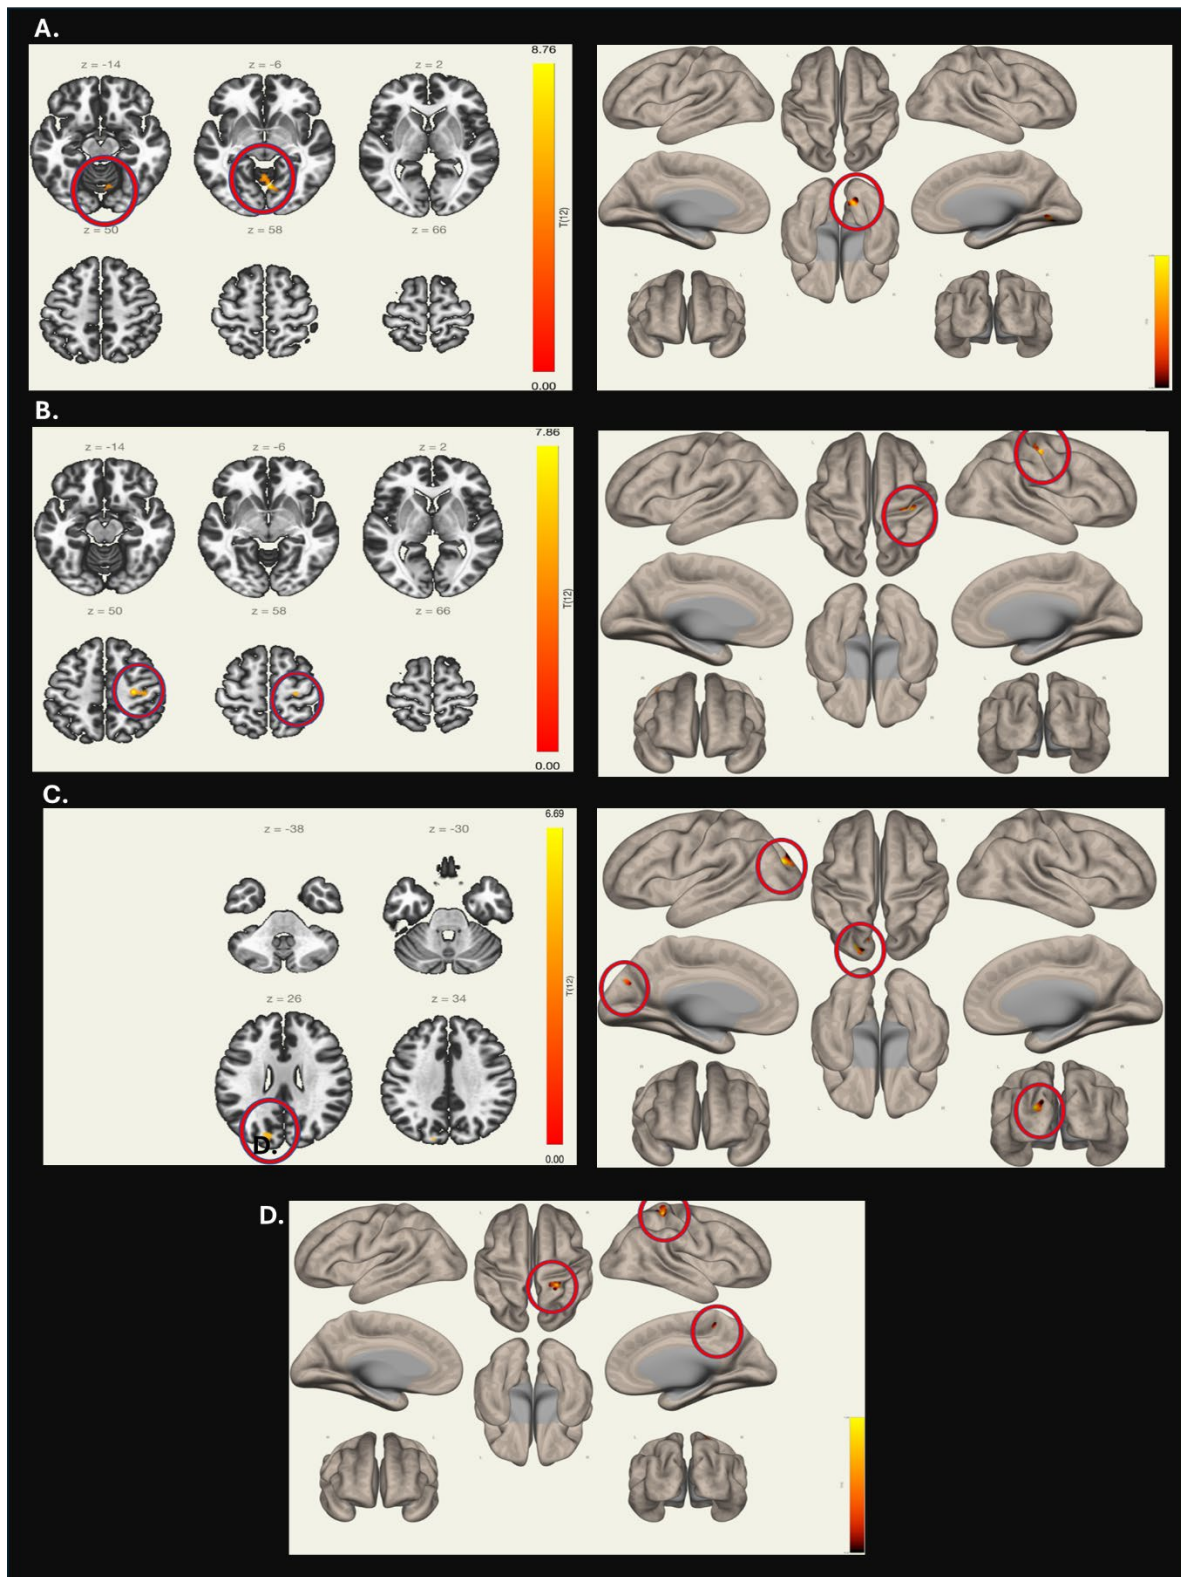 A.
8.76
z = -14
z = -6
z = 2
T(12)
z = 50
z = 58
z = 66
0.00
B.
7.86
z = -14
z = -6
z = 2
T(12)
z = 50
z = 58
z = 66
0.00
C.
6.69
z = -38
z = -30
T(12)
z = 26
z = 34
D.
0.00
D.